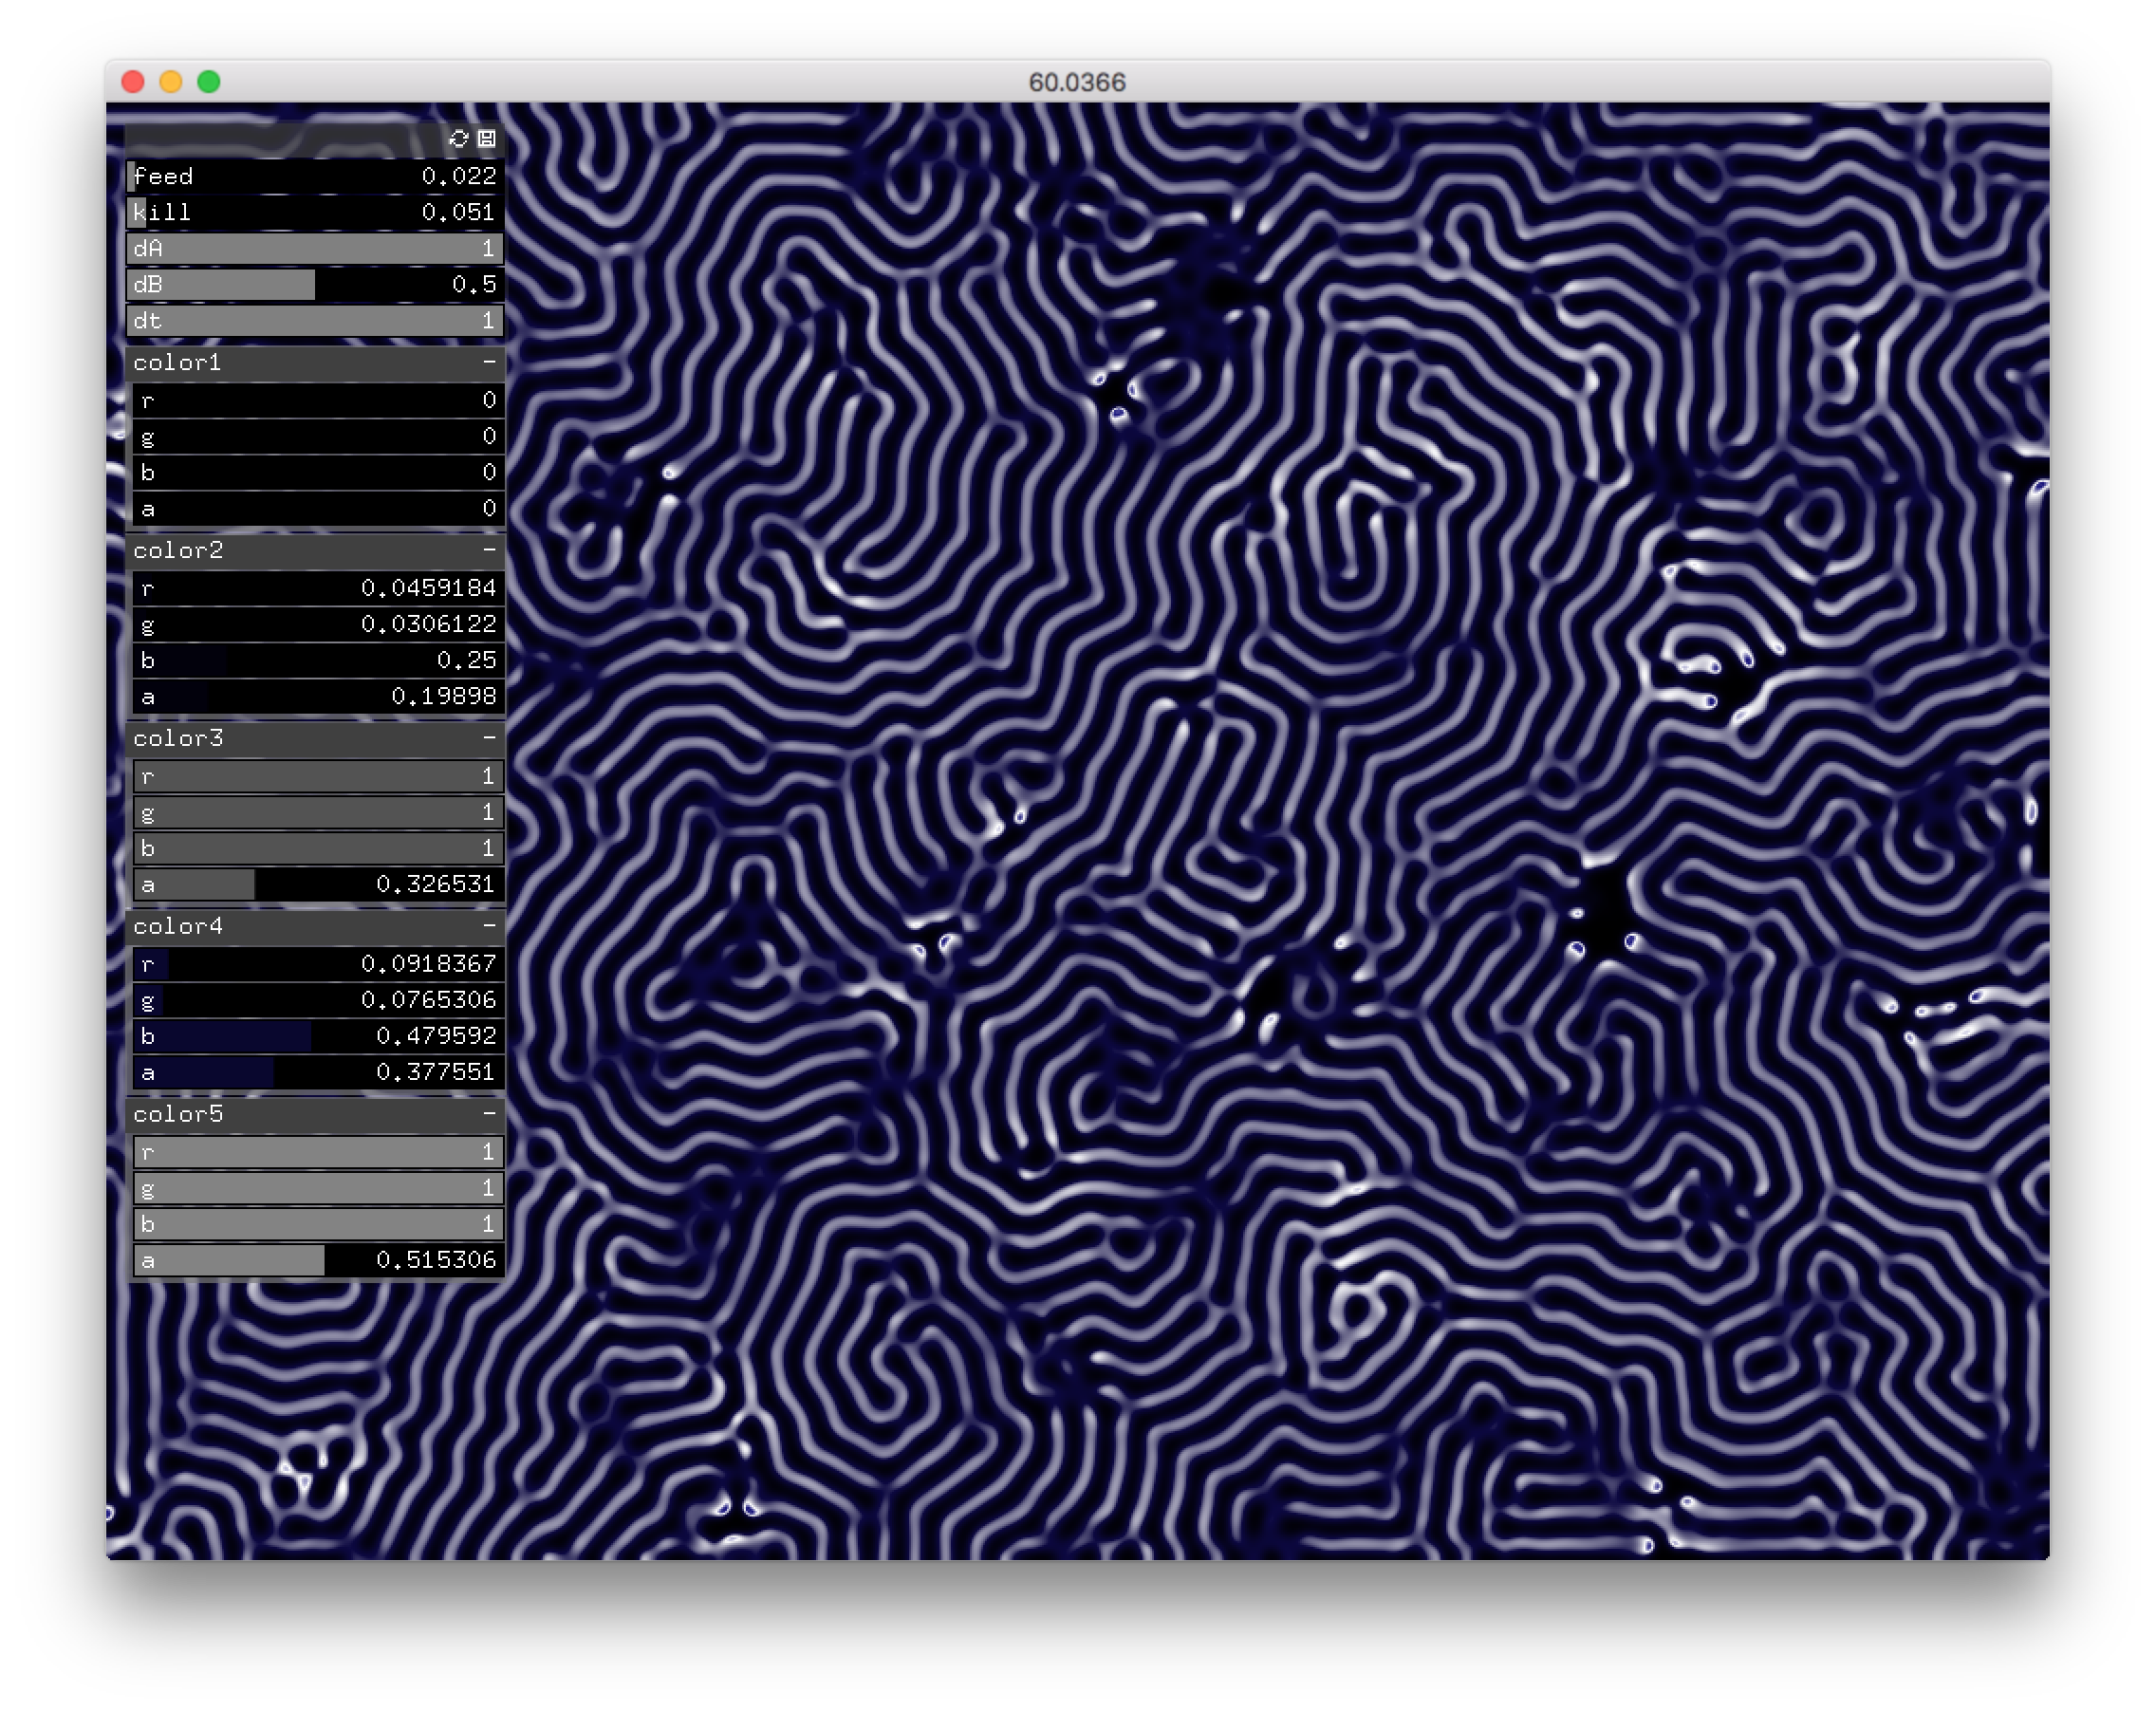 60.0366
feed 0.022
kill 0.051
dA 1
dB 0.5
dt 1
color1 -
r 0
g 0
b 0
a 0
color2 -
r 0.0459184
g 0.0306122
b 0.25
a 0.19898
color3 -
r 1
g 1
b 1
a 0.326531
color4 -
r 0.0918367
g 0.0765306
b 0.479592
a 0.377551
color5 -
r 1
g 1
b 1
a 0.515306